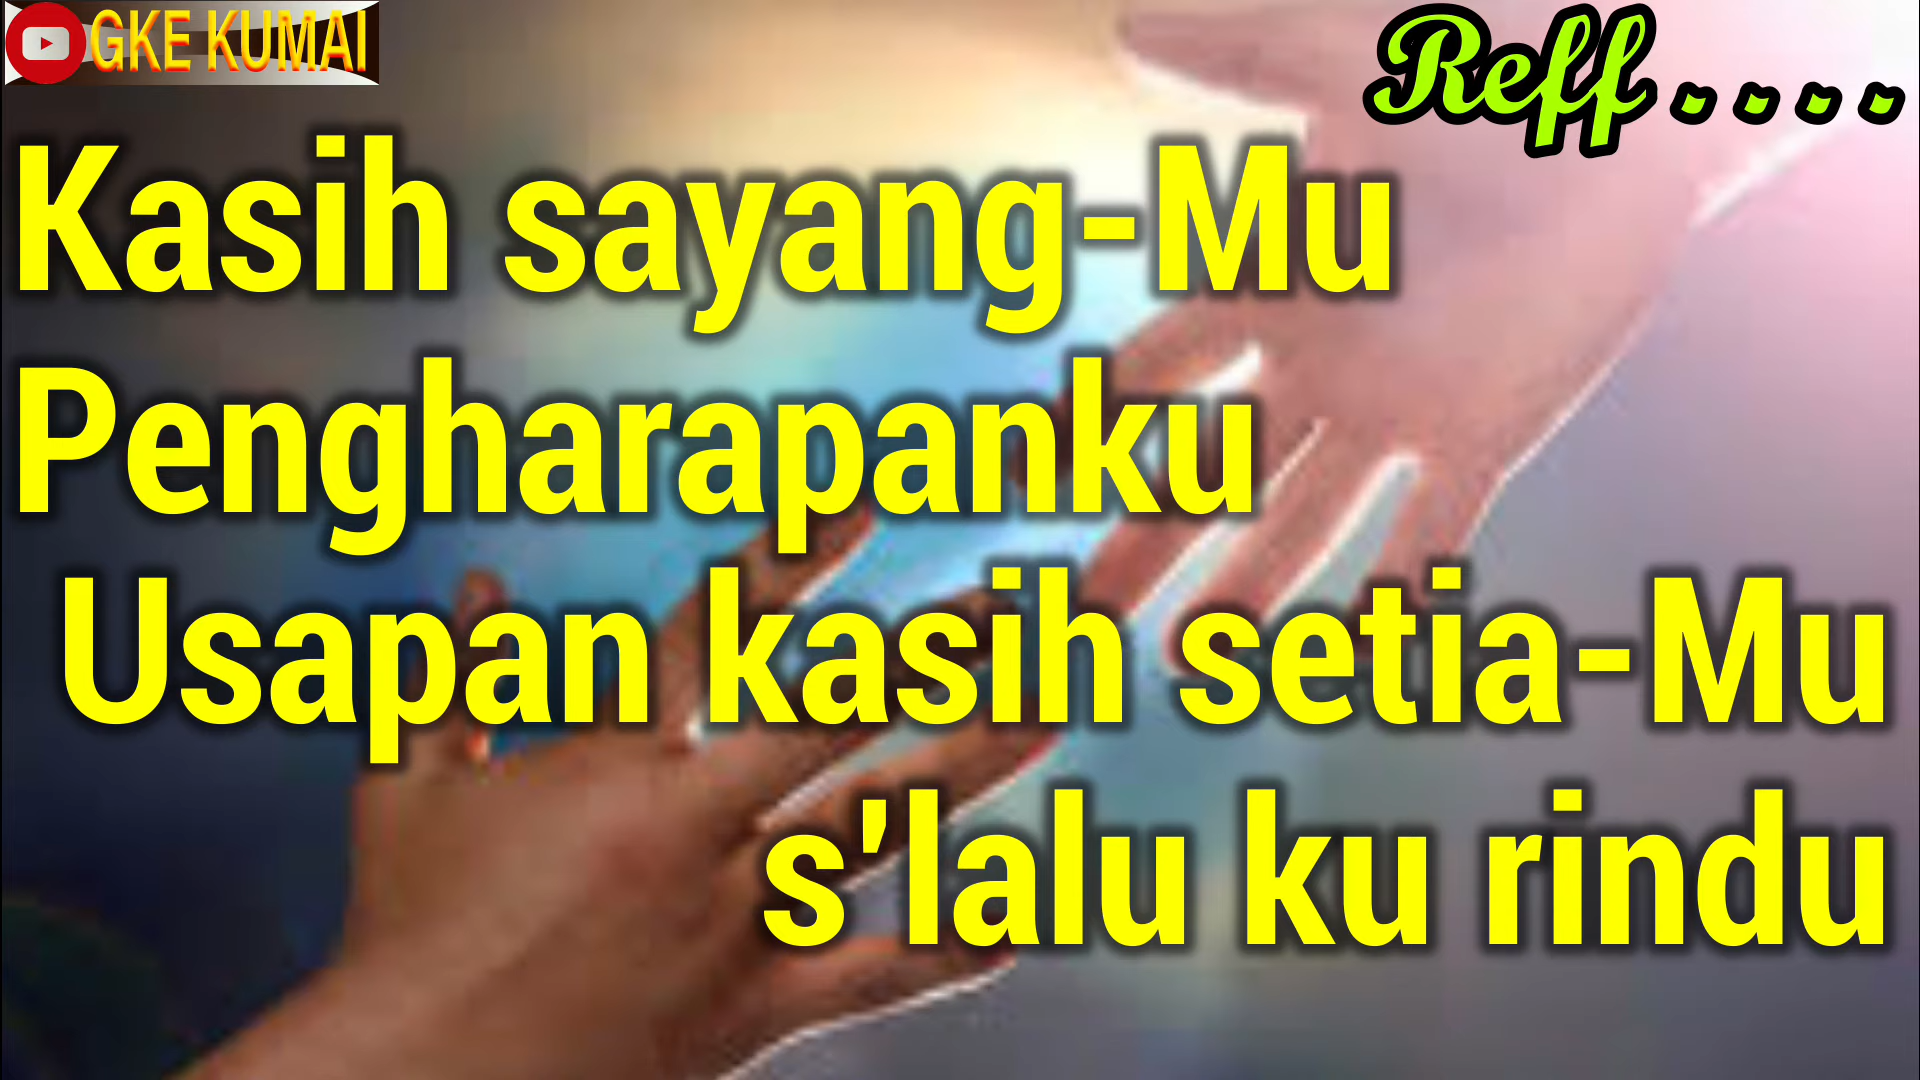 GKE KUMAI
Reff....
Kasih sayang-Mu
Pengharapanku
Usapan kasih setia-Mu
s'lalu ku rindu